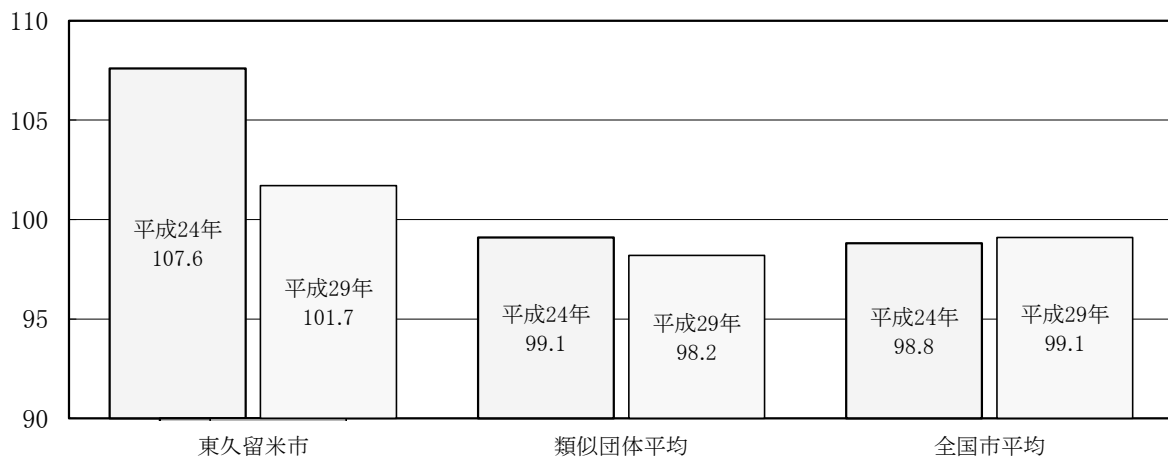 110
105
100
95
90
平成24年
107.6
平成29年
101.7
平成24年
99.1
平成29年
98.2
平成24年
98.8
平成29年
99.1
東久留米市
類似団体平均
全国市平均